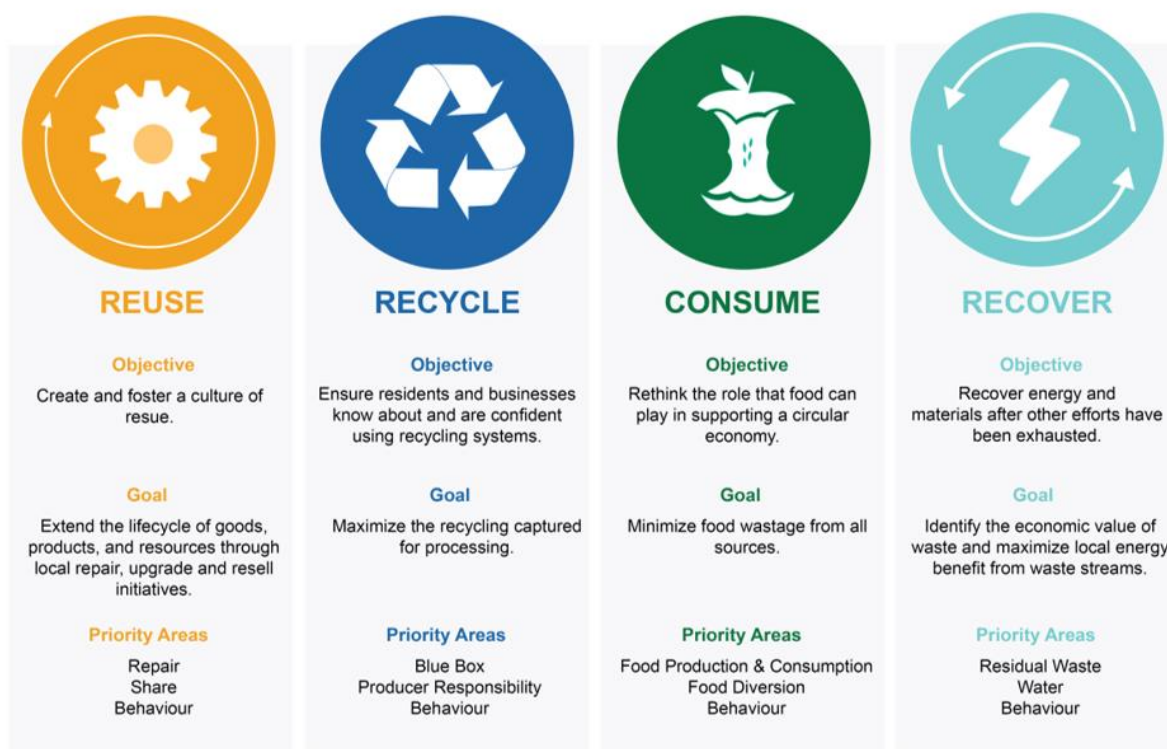 REUSE
Objective
Create and foster a culture of
resue.
Goal
Extend the lifecycle of goods,
products, and resources through
local repair, upgrade and resell
initiatives.
Priority Areas
Repair
Share
Behaviour
RECYCLE
Objective
Ensure residents and businesses
know about and are confident
using recycling systems.
Goal
Maximize the recycling captured
for processing.
Priority Areas
Blue Box
Producer Responsibility
Behaviour
CONSUME
Objective
Rethink the role that food can
play in supporting a circular
economy.
Goal
Minimize food wastage from all
sources.
Priority Areas
Food Production & Consumption
Food Diversion
Behaviour
RECOVER
Objective
Recover energy and
materials after other efforts have
been exhausted.
Goal
Identify the economic value of
waste and maximize local energy
benefit from waste streams.
Priority Areas
Residual Waste
Water
Behaviour